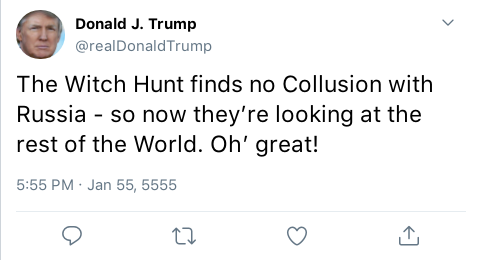 Donald J. Trump
@realDonaldTrump
The Witch Hunt finds no Collusion with
Russia - so now they’re looking at the
rest of the World. Oh’ great!
5:55 PM · Jan 55, 5555